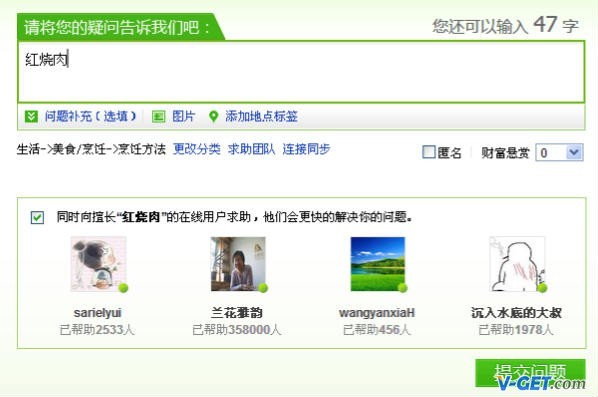 请将您的疑问告诉我们吧： 您还可以输入 47 字
红烧肉
问题补充(选填) 图片 添加地点标签
生活->美食/烹饪->烹饪方法 更改分类 求助团队 连接同步 匿名 财富悬赏 0
同时向擅长“红烧肉”的在线用户求助，他们会更快的解决你的问题。
sarielyui 兰花雅韵 wangyanxiaH 沉入水底的大叔
已帮助2533人 已帮助358000人 已帮助456人 已帮助1978人
提交问题
V-GET.com